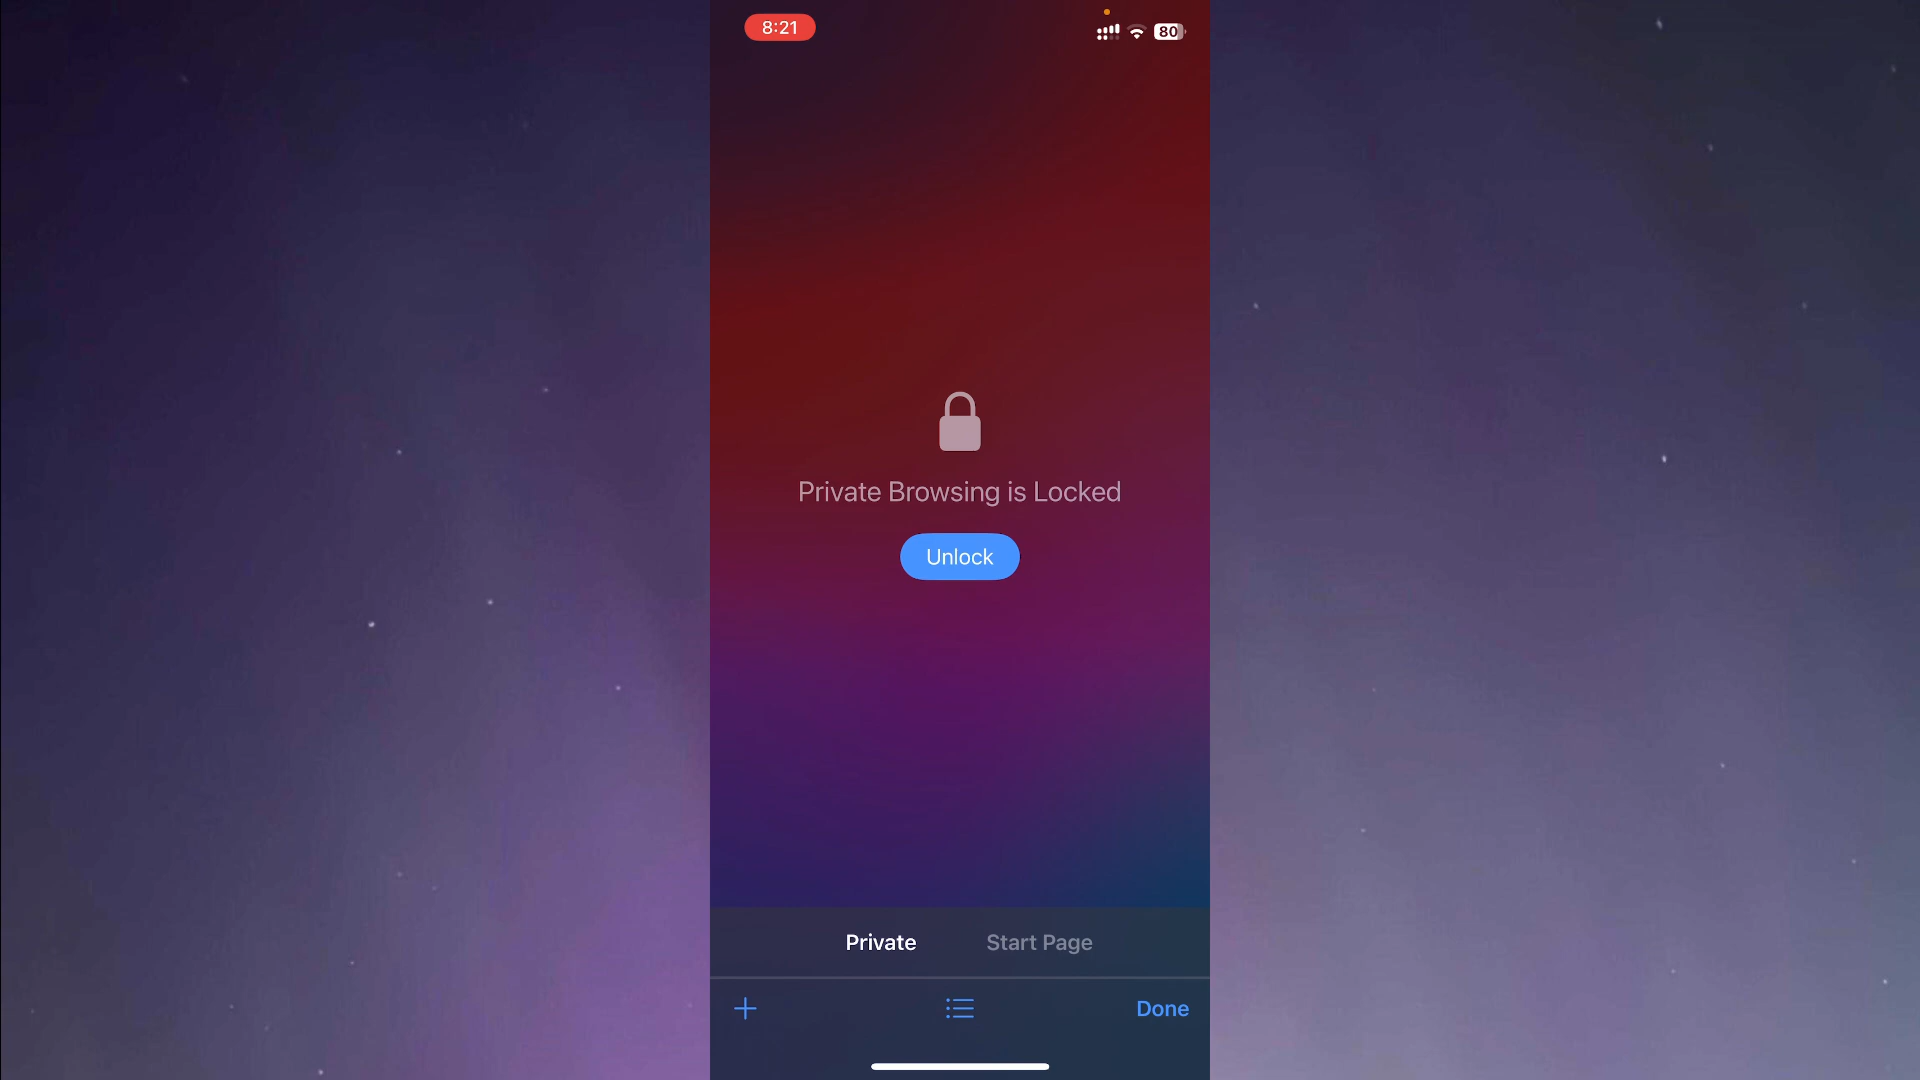 8:21
80
Private Browsing is Locked
Unlock
Private Start Page
Done